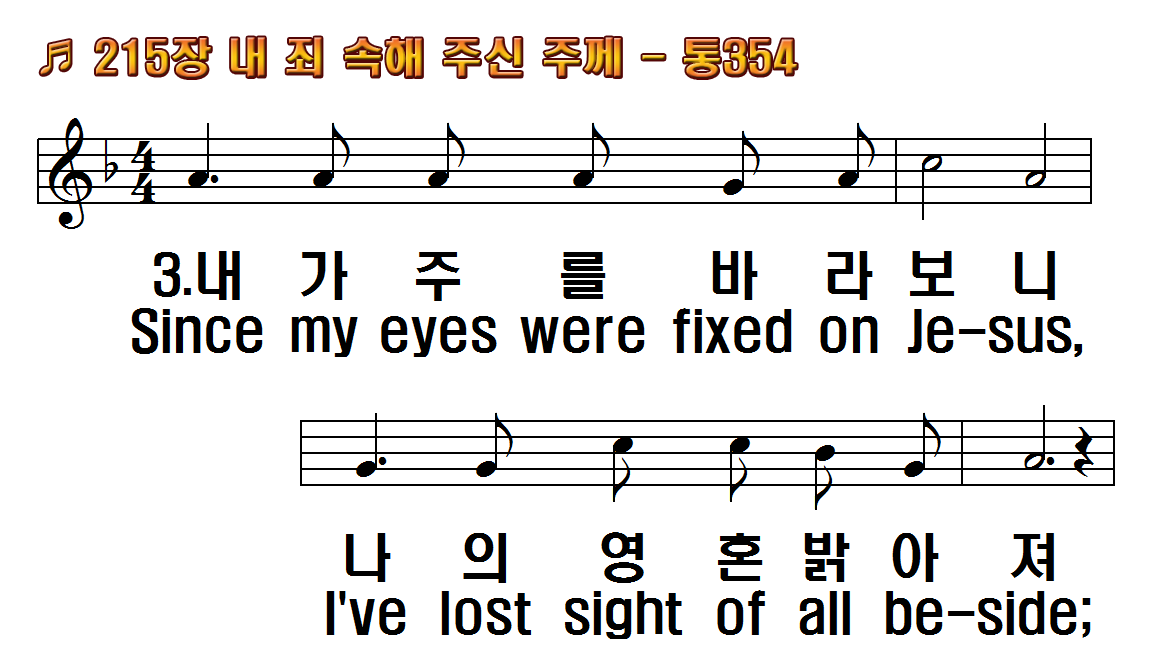 215장 내 죄 속해 주신 주께 - 통354
3.내 가 주 를 바 라 보 니
Since my eyes were fixed on Je-sus,
나 의 영 혼 밝 아 져
I've lost sight of all be-side;